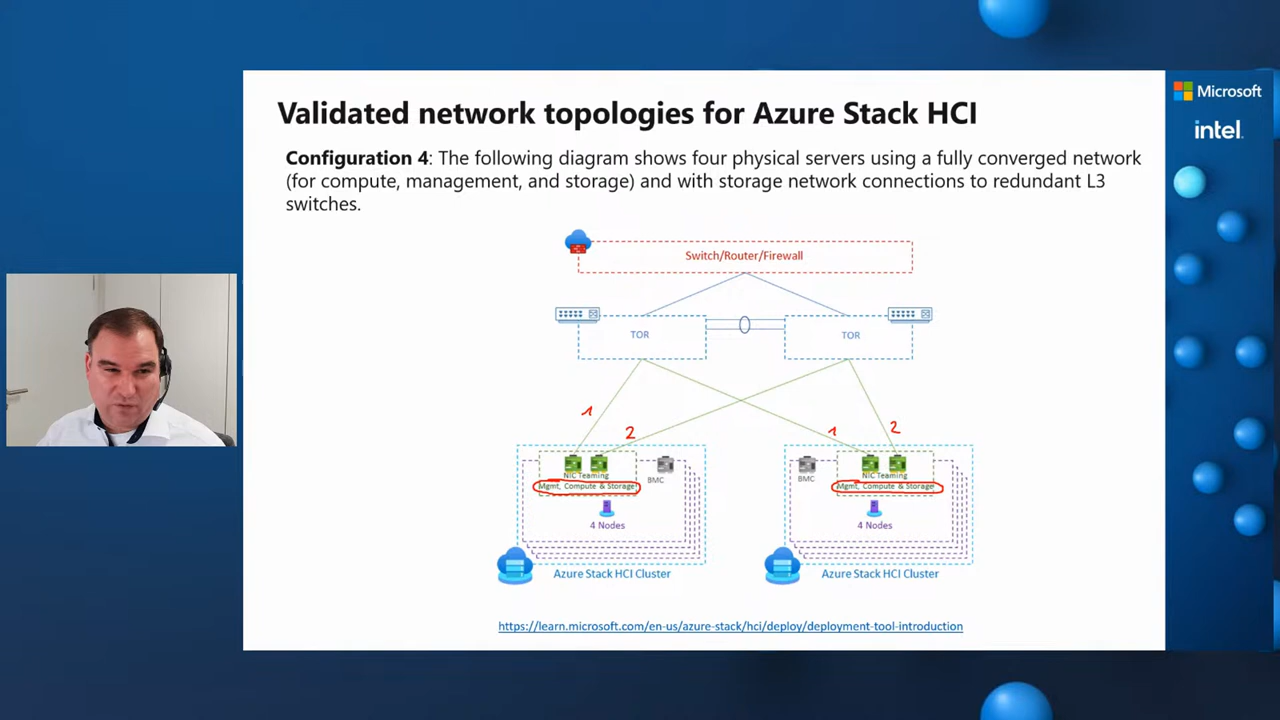 Validated network topologies for Azure Stack HCI
Microsoft
intel.
Configuration 4: The following diagram shows four physical servers using a fully converged network
(for compute, management, and storage) and with storage network connections to redundant L3
switches.
Switch/Router/Firewall
TOR
TOR
1
2
1
2
NIC Teaming
Mgmt, Compute & Storage
BMC
4 Nodes
Azure Stack HCI Cluster
BMC
NIC Teaming
Mgmt, Compute & Storage
4 Nodes
Azure Stack HCI Cluster
https://learn.microsoft.com/en-us/azure-stack/hci/deploy/deployment-tool-introduction